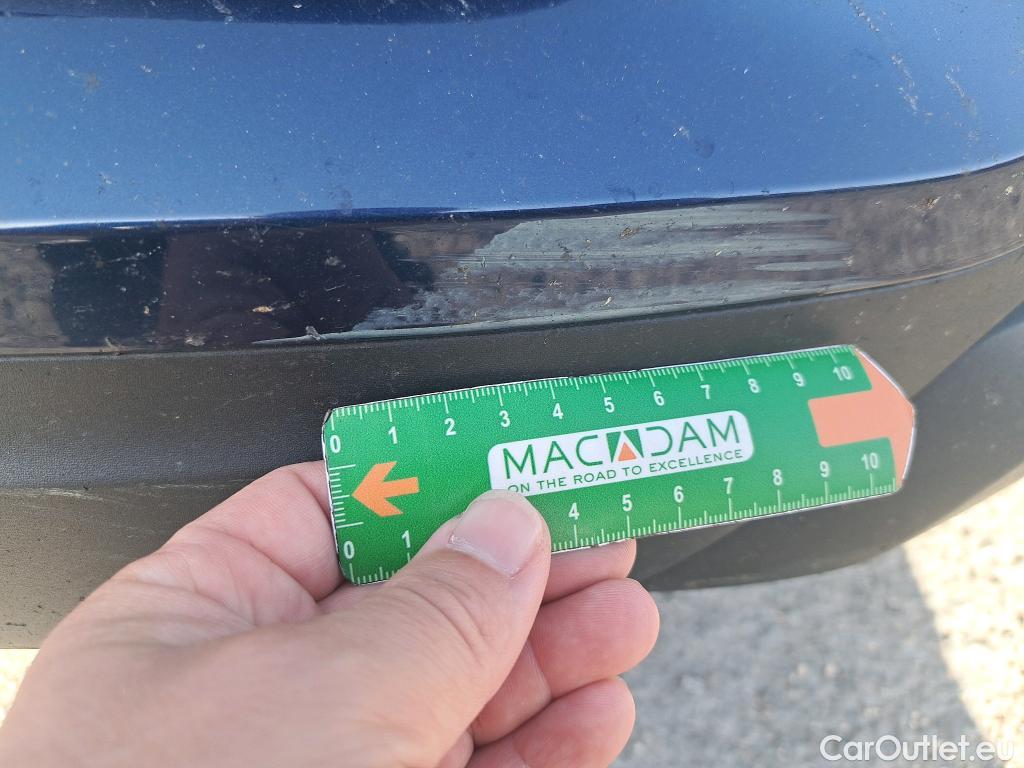 0 1 2 3 4 5 6 7 8 9 10
MACADAM
ON THE ROAD TO EXCELLENCE
0 1 4 5 6 7 8 9 10
CarOutlet.eu